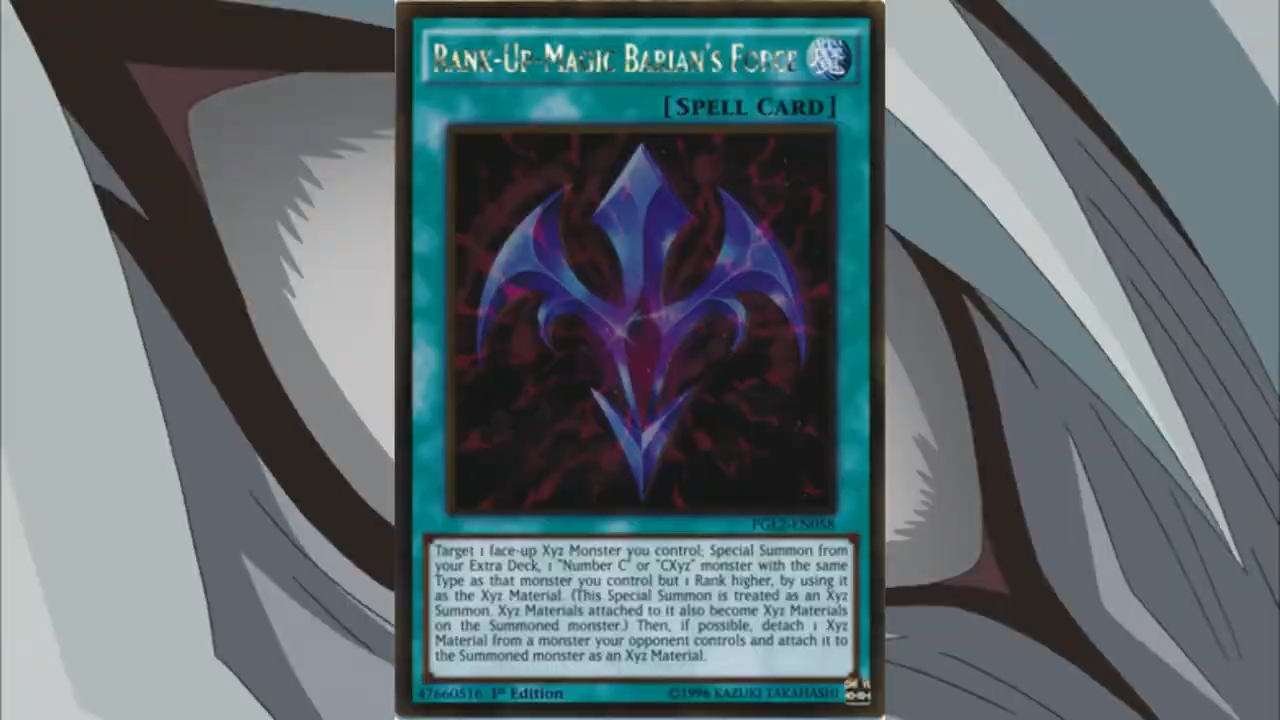 RANK-UP-MAGIC BARIAN'S FORCE
[SPELL CARD]
PGL2-EN058
Target 1 face-up Xyz Monster you control; Special Summon from
your Extra Deck, 1 "Number C" or "CXyz" monster with the same
Type as that monster you control but 1 Rank higher, by using it
as the Xyz Material. (This Special Summon is treated as an Xyz
Summon. Xyz Materials attached to it also become Xyz Materials
on the Summoned monster.) Then, if possible, detach 1 Xyz
Material from a monster your opponent controls and attach it to
the Summoned monster as an Xyz Material.
47660516 1st Edition ©1996 KAZUKI TAKAHASHI